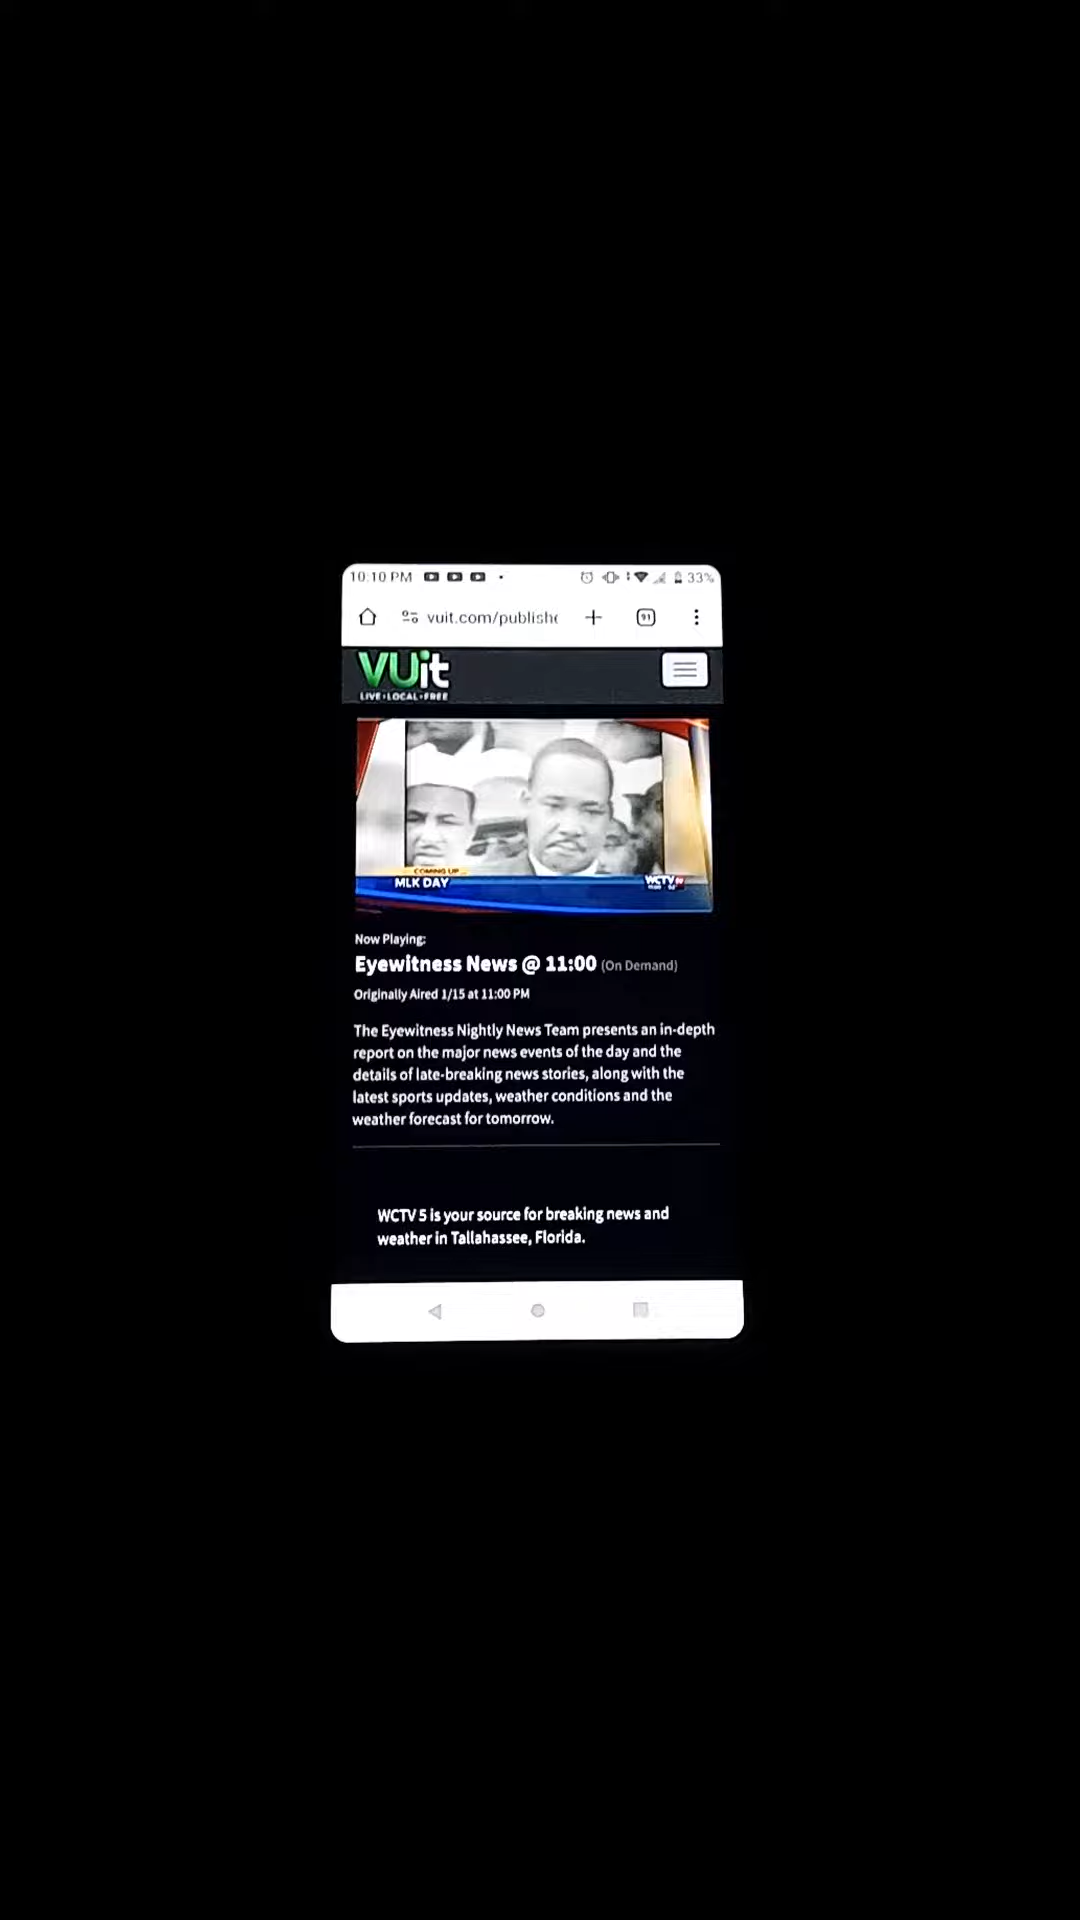 10:10 PM 33%
vuit.com/publishe 91
VUit
LIVE•LOCAL•FREE
COMING UP
MLK DAY WCTV
Now Playing:
Eyewitness News @ 11:00 (On Demand)
Originally Aired 1/15 at 11:00 PM
The Eyewitness Nightly News Team presents an in-depth
report on the major news events of the day and the
details of late-breaking news stories, along with the
latest sports updates, weather conditions and the
weather forecast for tomorrow.
WCTV 5 is your source for breaking news and
weather in Tallahassee, Florida.